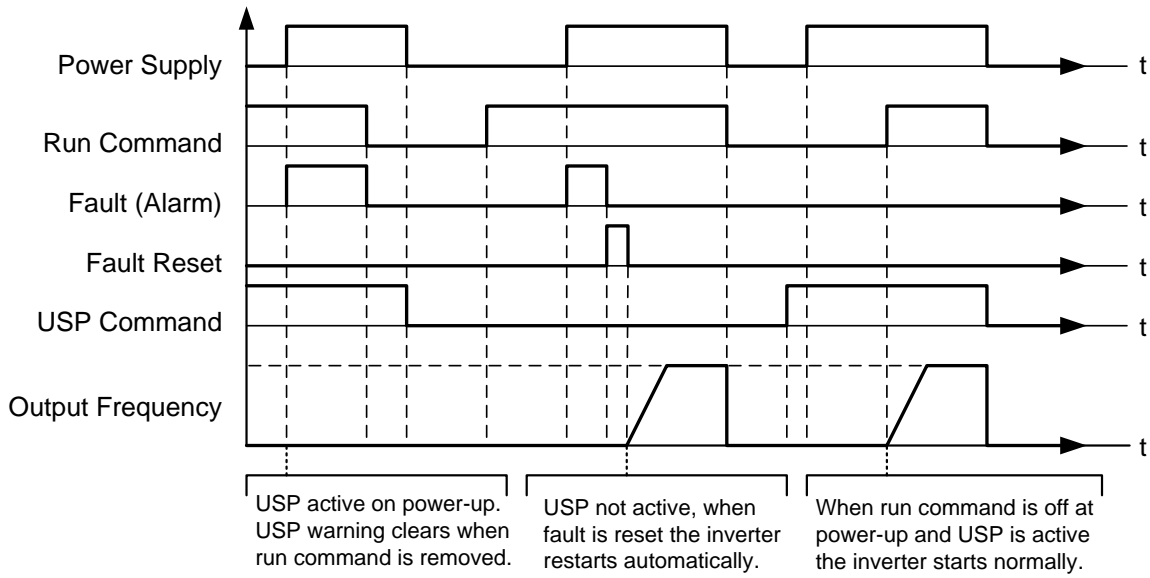 Power Supply
t
Run Command
t
Fault (Alarm)
t
Fault Reset
t
USP Command
t
Output Frequency
t
USP active on power-up.
USP warning clears when
run command is removed.
USP not active, when
fault is reset the inverter
restarts automatically.
When run command is off at
power-up and USP is active
the inverter starts normally.